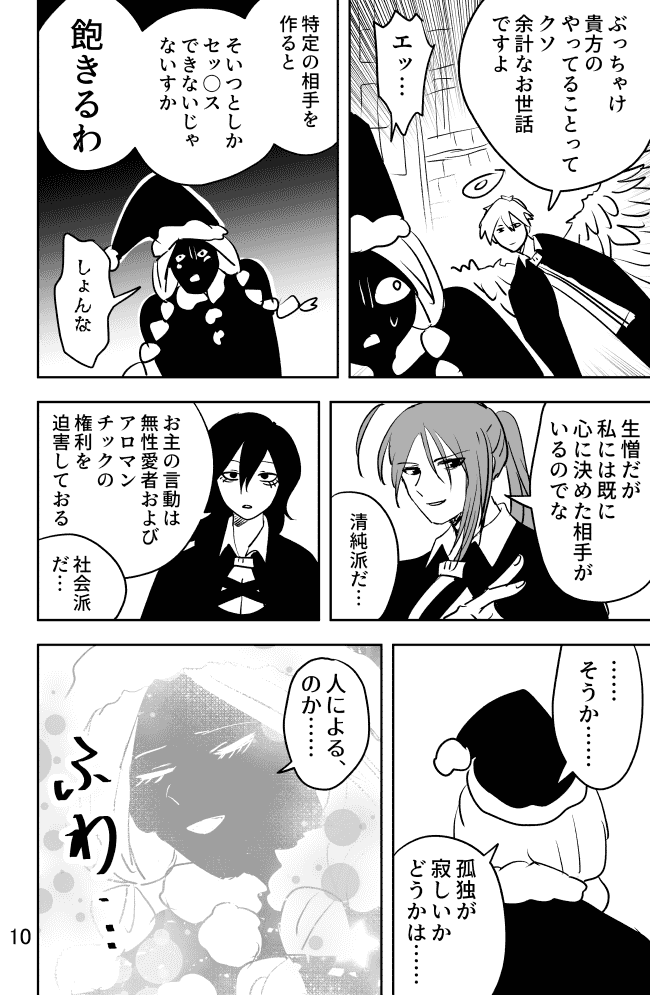 ぶっちゃけ
貴方の
やってることって
クソ
余計なお世話
ですよ
エッ…
特定の相手を
作ると
そいつとしか
セッ〇ス
できないじゃ
ないすか
飽きるわ
しょんな
生憎だが
私には既に
心に決めた相手が
いるのでな
清純派だ…
お主の言動は
無性愛者および
アロマン
チックの
権利を
迫害しておる
社会派
だ…
……
そうか……
孤独が
寂しいか
どうかは……
人による、
のか……
ふわ……
10